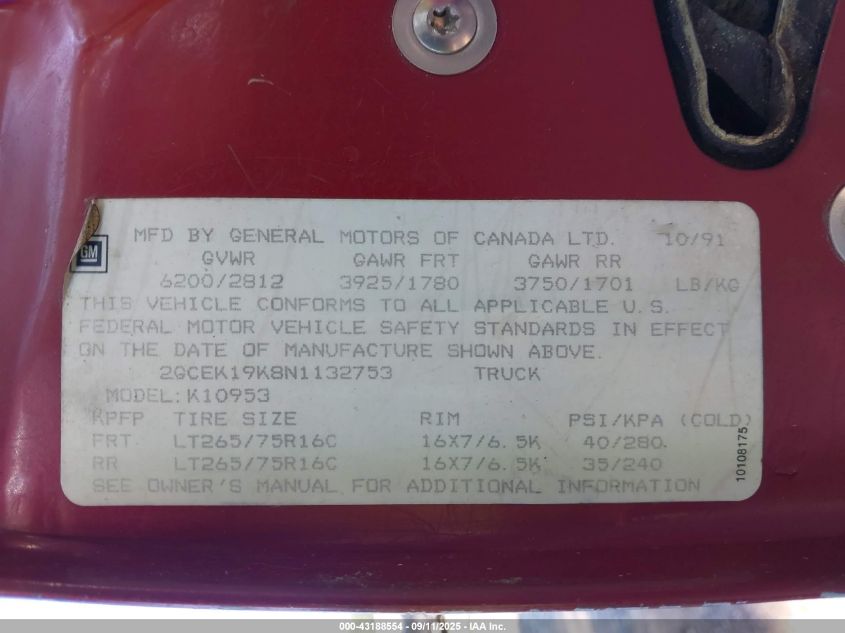 MFD BY GENERAL MOTORS OF CANADA LTD. 10/91
GM
GVWR GAWR FRT GAWR RR
6200/2812 3925/1780 3750/1701 LB/KG
THIS VEHICLE CONFORMS TO ALL APPLICABLE U.S.
FEDERAL MOTOR VEHICLE SAFETY STANDARDS IN EFFECT
ON THE DATE OF MANUFACTURE SHOWN ABOVE.
2GCEK19K8N1132753 TRUCK
MODEL:K10953
KPFP TIRE SIZE RIM PSI/KPA (COLD)
FRT LT265/75R16C 16X7/6.5K 40/280
RR LT265/75R16C 16X7/6.5K 35/240
SEE OWNER'S MANUAL FOR ADDITIONAL INFORMATION
10108175
000-43188554 - 09/11/2025 - IAA Inc.